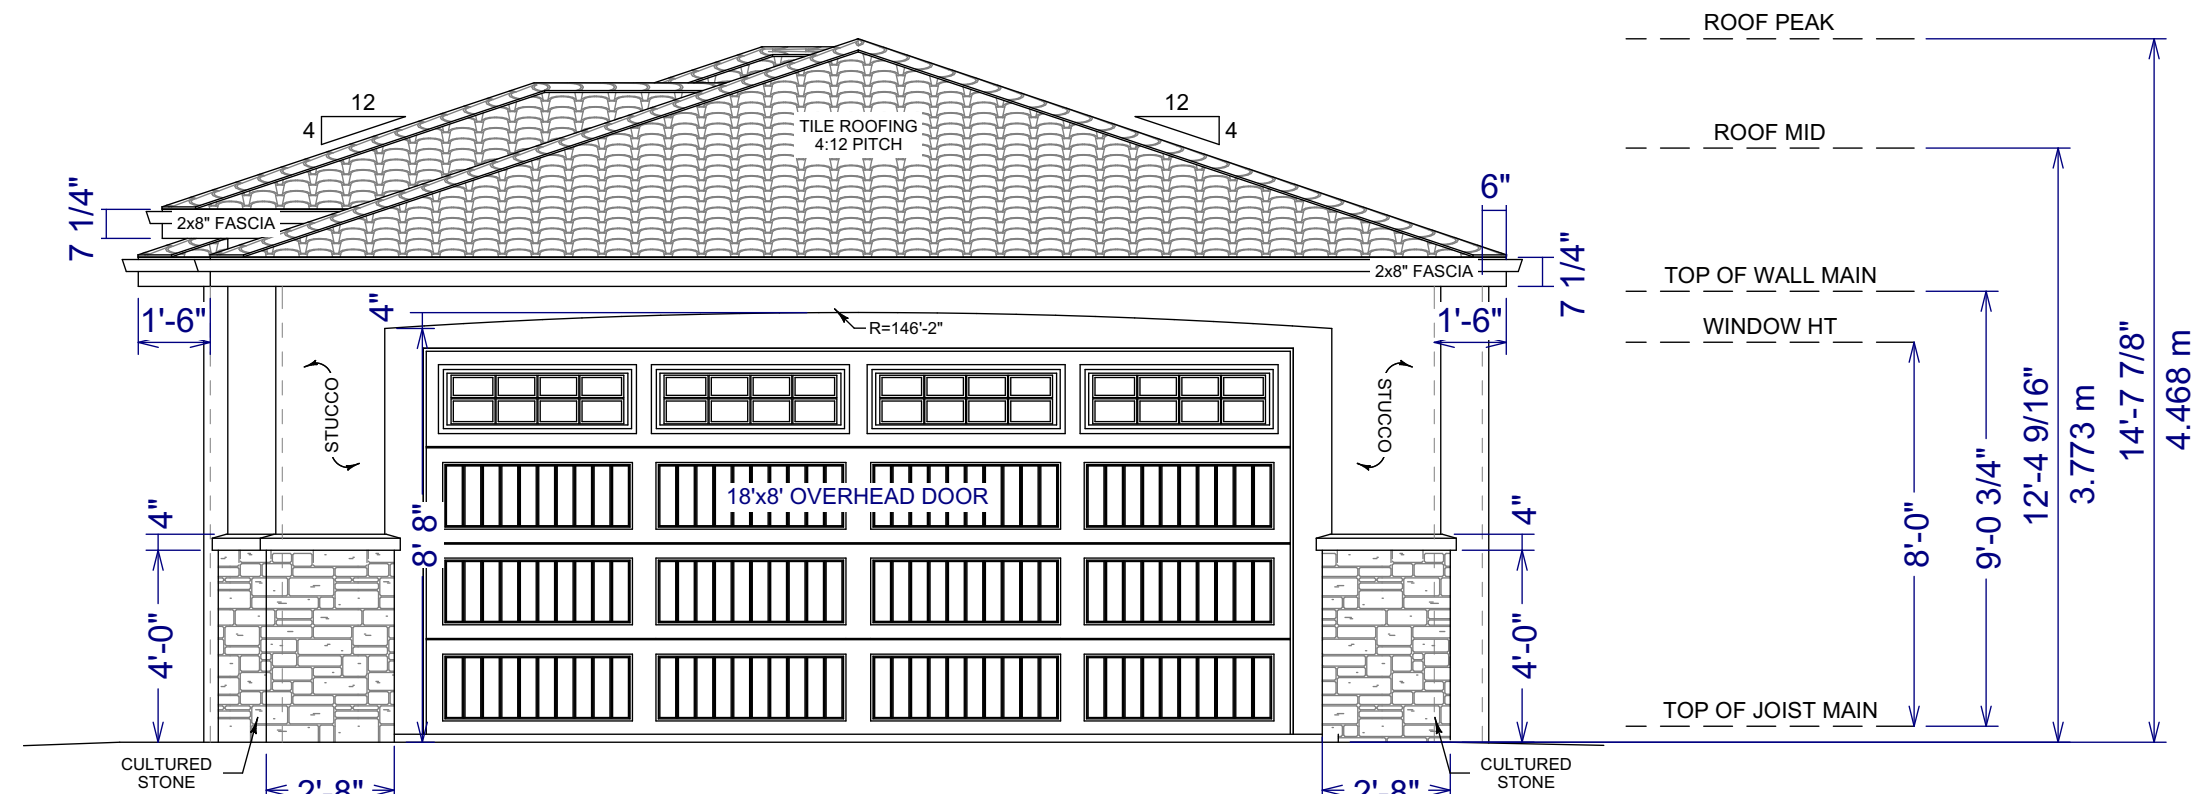 ROOF PEAK
12
4
12
4
TILE ROOFING
4:12 PITCH
ROOF MID
7 1/4"
2x8" FASCIA
6"
2x8" FASCIA
7 1/4"
TOP OF WALL MAIN
1'-6"
4"
R=146'-2"
1'-6"
WINDOW HT
STUCCO
STUCCO
14'-7 7/8"
4.468 m
12'-4 9/16"
3.773 m
18'x8' OVERHEAD DOOR
4"
8' 8"
4"
8'-0"
9'-0 3/4"
4'-0"
4'-0"
TOP OF JOIST MAIN
CULTURED
STONE
2'-8"
2'-8"
CULTURED
STONE